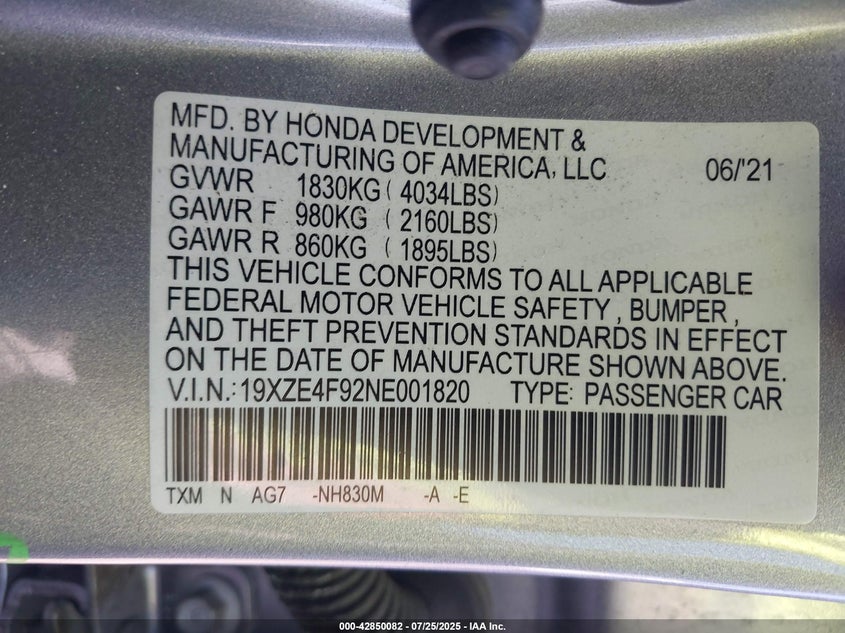 MFD. BY HONDA DEVELOPMENT &
MANUFACTURING OF AMERICA, LLC 06/'21
GVWR 1830KG ( 4034LBS)
GAWR F 980KG ( 2160LBS)
GAWR R 860KG ( 1895LBS)
THIS VEHICLE CONFORMS TO ALL APPLICABLE
FEDERAL MOTOR VEHICLE SAFETY , BUMPER ,
AND THEFT PREVENTION STANDARDS IN EFFECT
ON THE DATE OF MANUFACTURE SHOWN ABOVE.
V.I.N.: 19XZE4F92NE001820 TYPE: PASSENGER CAR
TXM N AG7 -NH830M -A -E
000-42850082 - 07/25/2025 - IAA Inc.